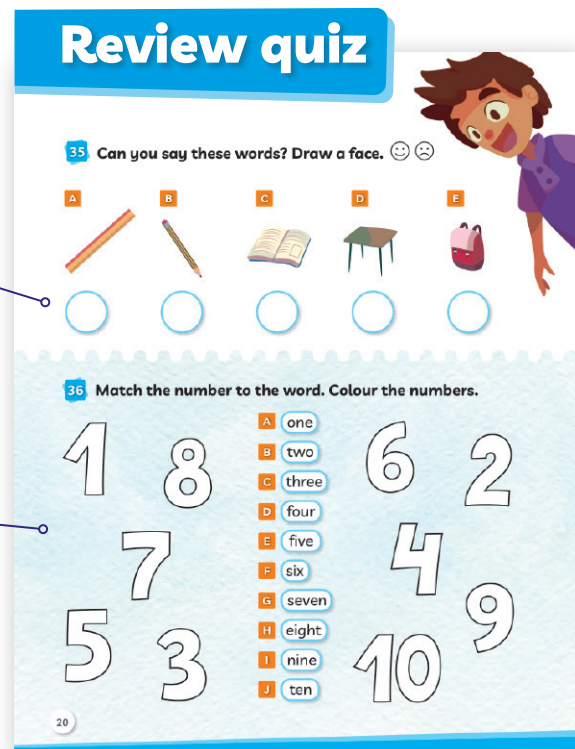 Review quiz
35 Can you say these words? Draw a face.
A B C D E
36 Match the number to the word. Colour the numbers.
A one
B two
C three
D four
E five
F six
G seven
H eight
I nine
J ten
1 8 6 2
7 4
5 3 10 9
20